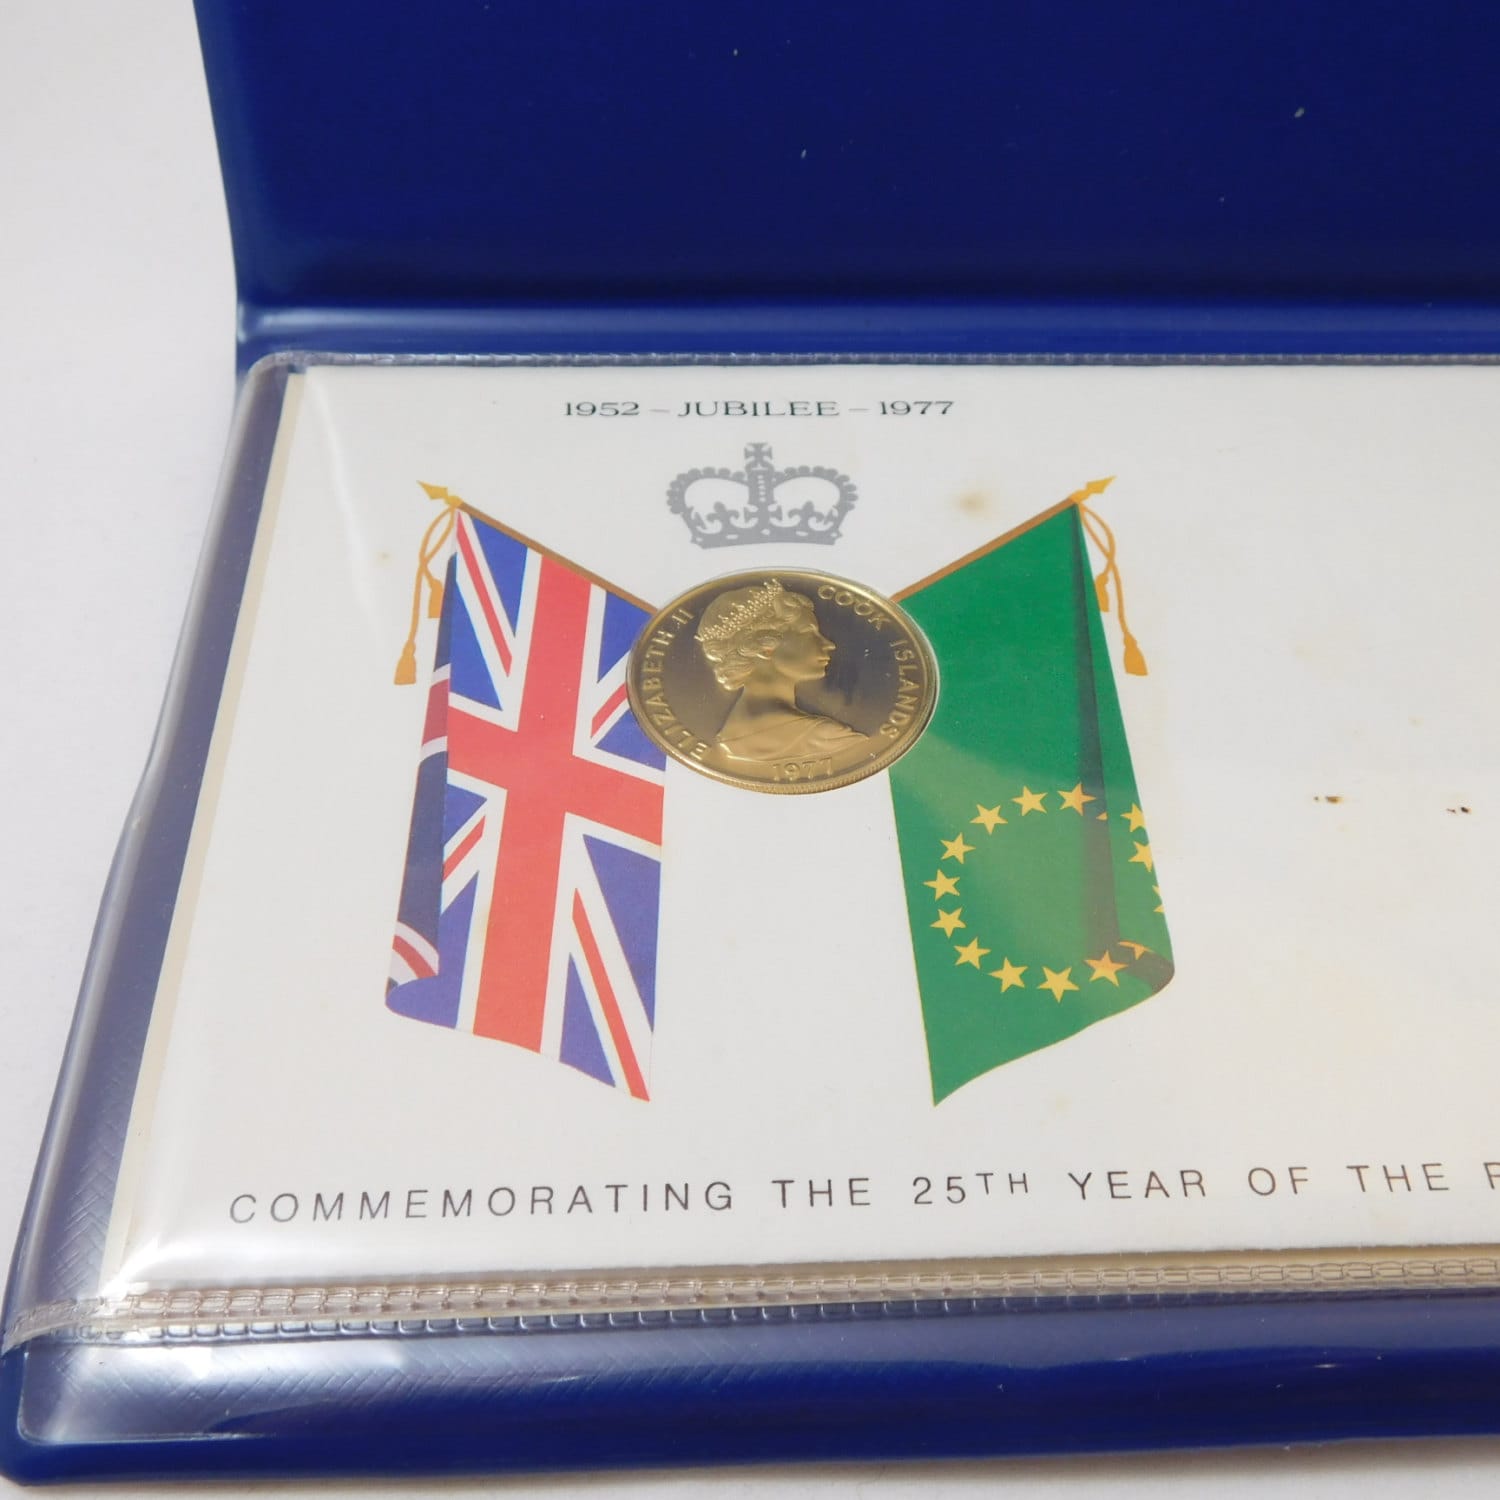 1952 – JUBILEE – 1977
ELIZABETH II
COOK ISLANDS
1977
COMMEMORATING THE 25TH YEAR OF THE